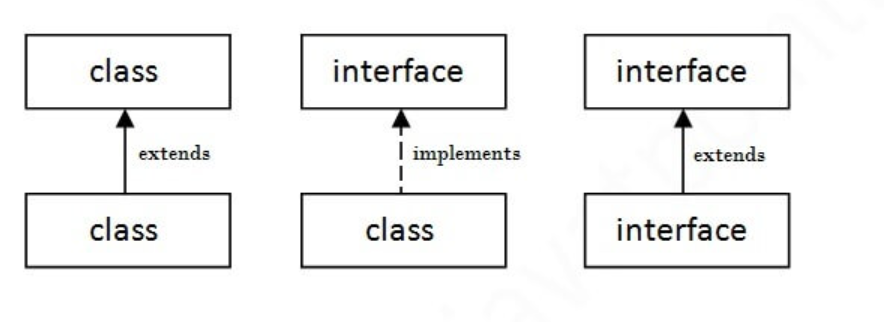 class
interface
interface
extends
implements
extends
class
class
interface